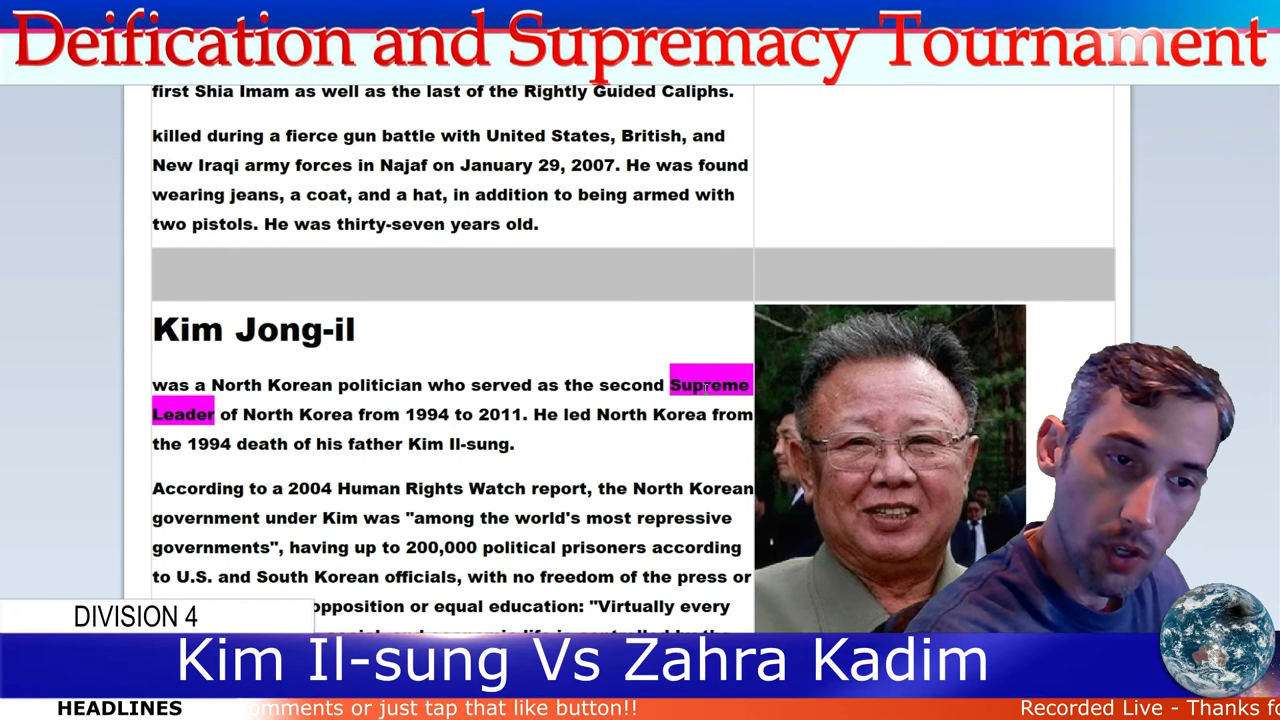 Deification and Supremacy Tournament
first Shia Imam as well as the last of the Rightly Guided Caliphs.
killed during a fierce gun battle with United States, British, and
New Iraqi army forces in Najaf on January 29, 2007. He was found
wearing jeans, a coat, and a hat, in addition to being armed with
two pistols. He was thirty-seven years old.
Kim Jong-il
was a North Korean politician who served as the second Supreme
Leader of North Korea from 1994 to 2011. He led North Korea from
the 1994 death of his father Kim Il-sung.
According to a 2004 Human Rights Watch report, the North Korean
government under Kim was "among the world's most repressive
governments", having up to 200,000 political prisoners according
to U.S. and South Korean officials, with no freedom of the press or
opposition or equal education: "Virtually every
DIVISION 4
Kim Il-sung Vs Zahra Kadim
HEADLINES
omments or just tap that like button!!
Recorded Live - Thanks fo